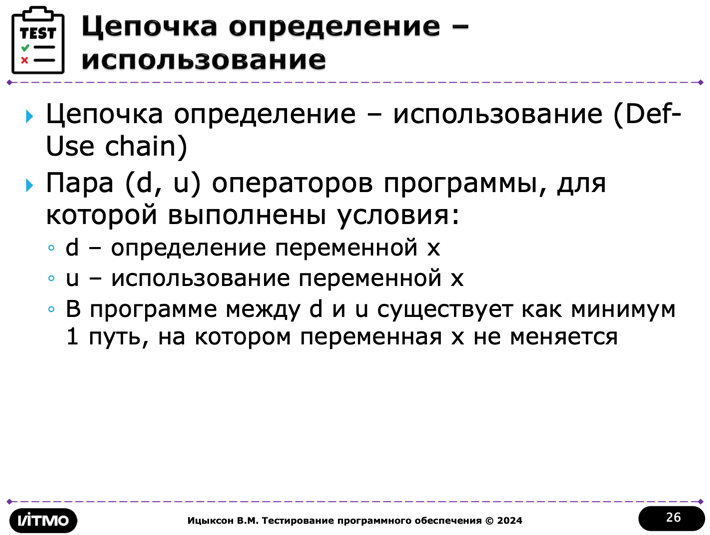 TEST
Цепочка определение –
использование
Цепочка определение – использование (Def-
Use chain)
Пара (d, u) операторов программы, для
которой выполнены условия:
d – определение переменной x
u – использование переменной x
В программе между d и u существует как минимум
1 путь, на котором переменная x не меняется
ИТМО
Ицыксон В.М. Тестирование программного обеспечения © 2024
26